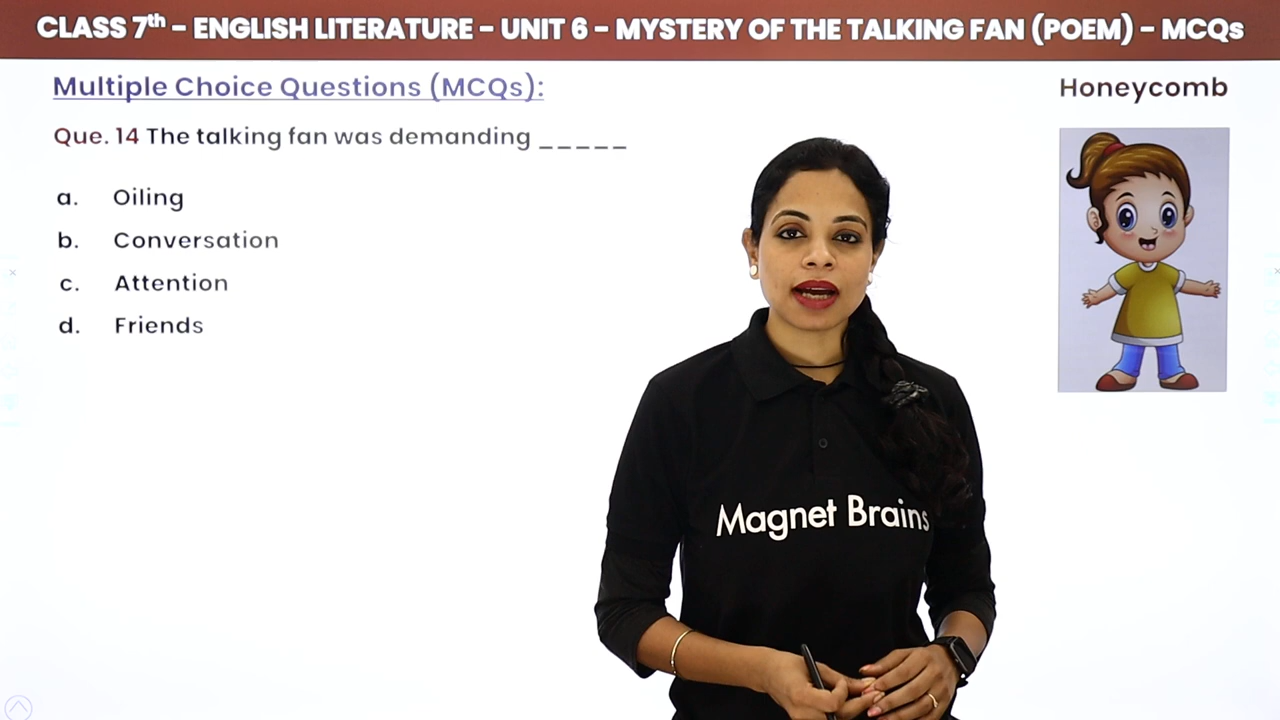 CLASS 7th - ENGLISH LITERATURE - UNIT 6 - MYSTERY OF THE TALKING FAN (POEM) - MCQs
Multiple Choice Questions (MCQs):
Honeycomb
Que. 14 The talking fan was demanding _____
a. Oiling
b. Conversation
c. Attention
d. Friends
Magnet Brains